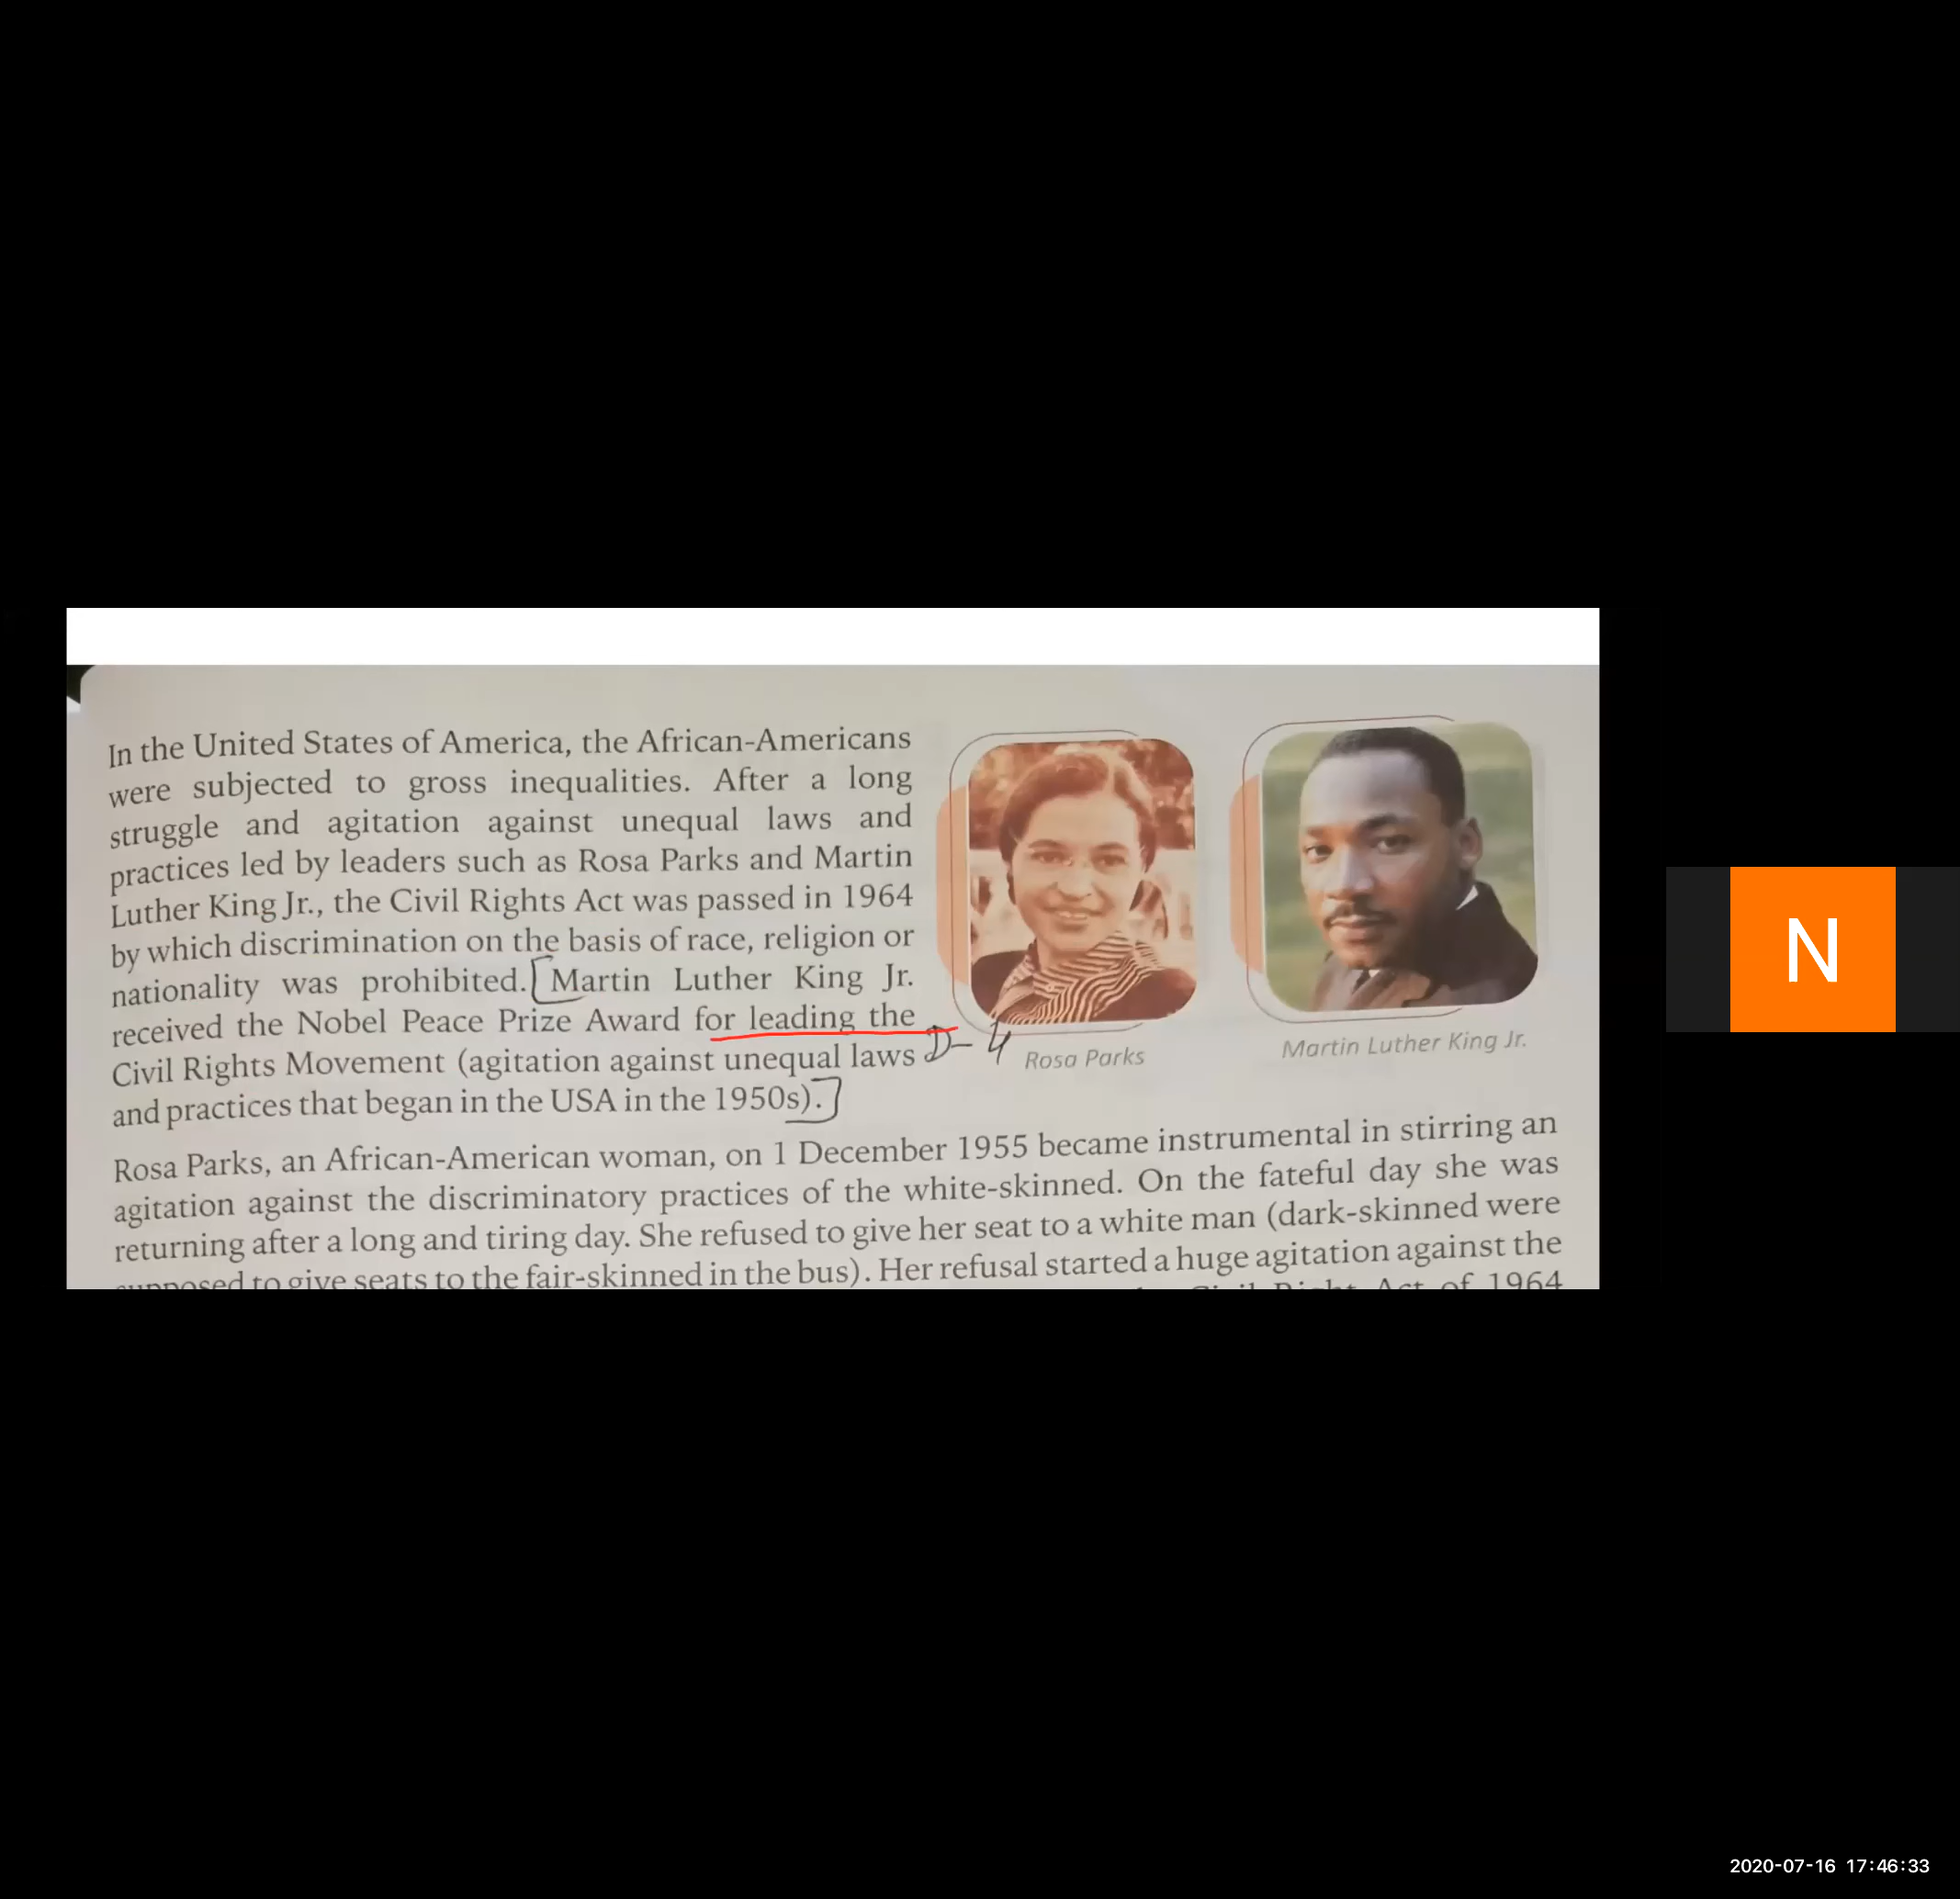 In the United States of America, the African-Americans
were subjected to gross inequalities. After a long
struggle and agitation against unequal laws and
practices led by leaders such as Rosa Parks and Martin
Luther King Jr., the Civil Rights Act was passed in 1964
by which discrimination on the basis of race, religion or
nationality was prohibited. [Martin Luther King Jr.
received the Nobel Peace Prize Award for leading the
Civil Rights Movement (agitation against unequal laws
and practices that began in the USA in the 1950s).]
D-4
Rosa Parks
Martin Luther King Jr.
Rosa Parks, an African-American woman, on 1 December 1955 became instrumental in stirring an
agitation against the discriminatory practices of the white-skinned. On the fateful day she was
returning after a long and tiring day. She refused to give her seat to a white man (dark-skinned were
supposed to give seats to the fair-skinned in the bus). Her refusal started a huge agitation against the
Civil Right Act of 1964
N
2020-07-16 17:46:33